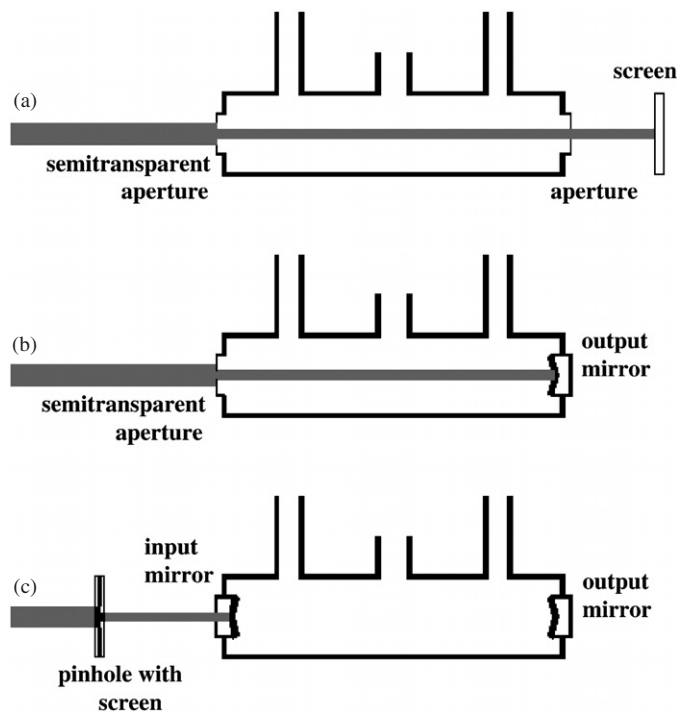 screen
(a)
semitransparent
aperture
aperture
(b)
output
mirror
semitransparent
aperture
input
mirror
(c)
output
mirror
pinhole with
screen